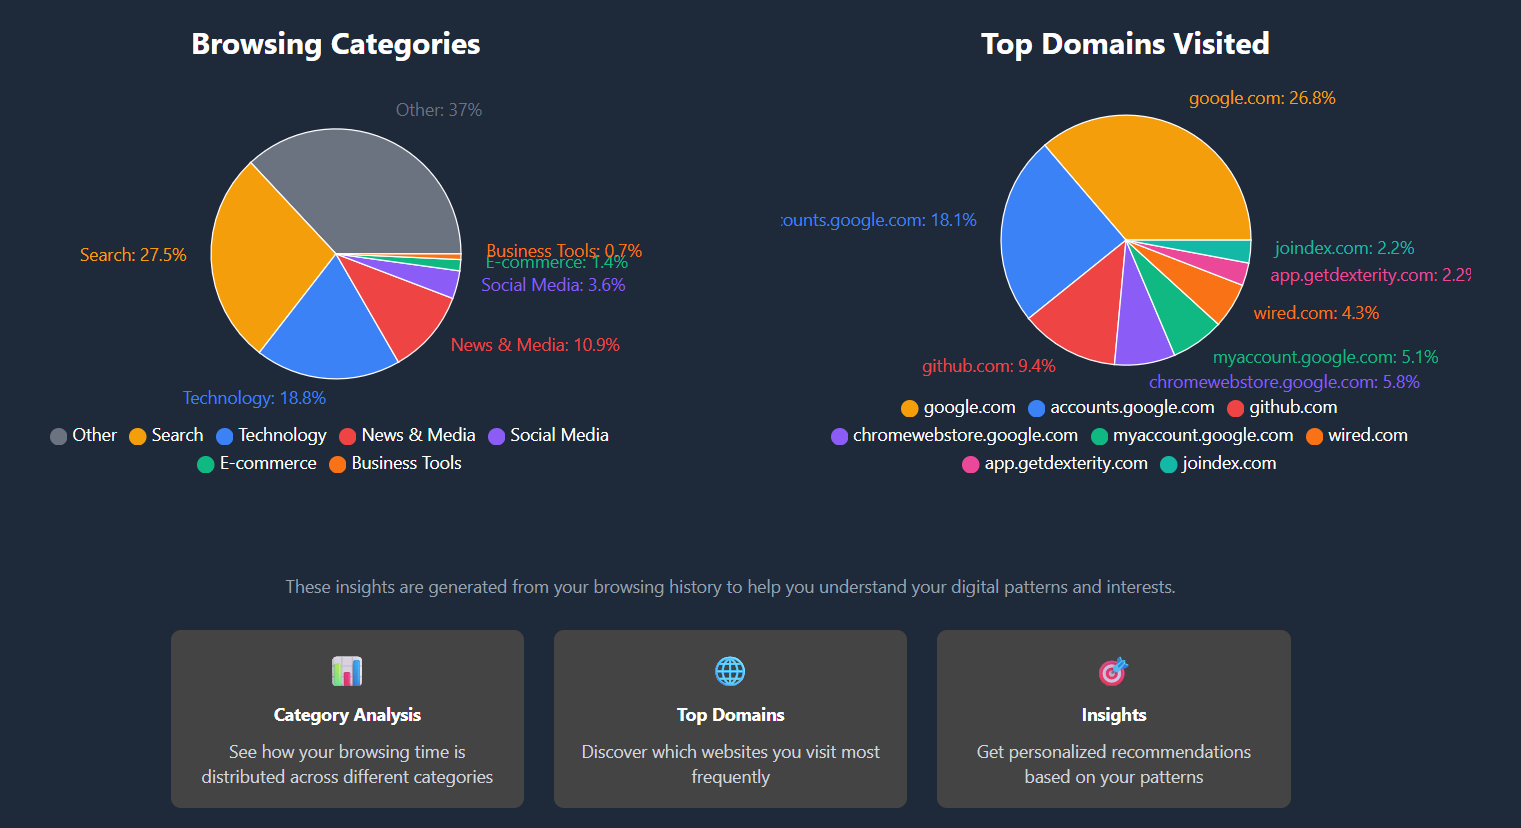 Browsing Categories
Other: 37%
Search: 27.5%
Business Tools: 0.7%
E-commerce: 1.4%
Social Media: 3.6%
News & Media: 10.9%
Technology: 18.8%
Other
Search
Technology
News & Media
Social Media
E-commerce
Business Tools
Top Domains Visited
google.com: 26.8%
:ounts.google.com: 18.1%
joindex.com: 2.2%
app.getdexterity.com: 2.2%
wired.com: 4.3%
myaccount.google.com: 5.1%
github.com: 9.4%
chromewebstore.google.com: 5.8%
google.com
accounts.google.com
github.com
chromewebstore.google.com
myaccount.google.com
wired.com
app.getdexterity.com
joindex.com
These insights are generated from your browsing history to help you understand your digital patterns and interests.
Category Analysis
See how your browsing time is
distributed across different categories
Top Domains
Discover which websites you visit most
frequently
Insights
Get personalized recommendations
based on your patterns